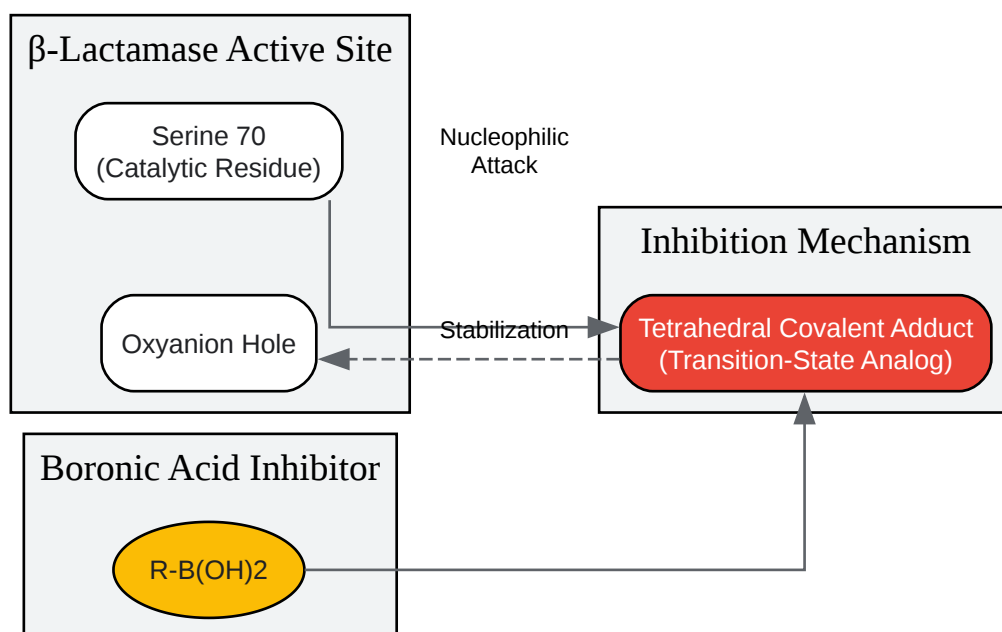 β-Lactamase Active Site
Serine 70
(Catalytic Residue)
Nucleophilic
Attack
Oxyanion Hole
Stabilization
Inhibition Mechanism
Tetrahedral Covalent Adduct
(Transition-State Analog)
Boronic Acid Inhibitor
R-B(OH)2